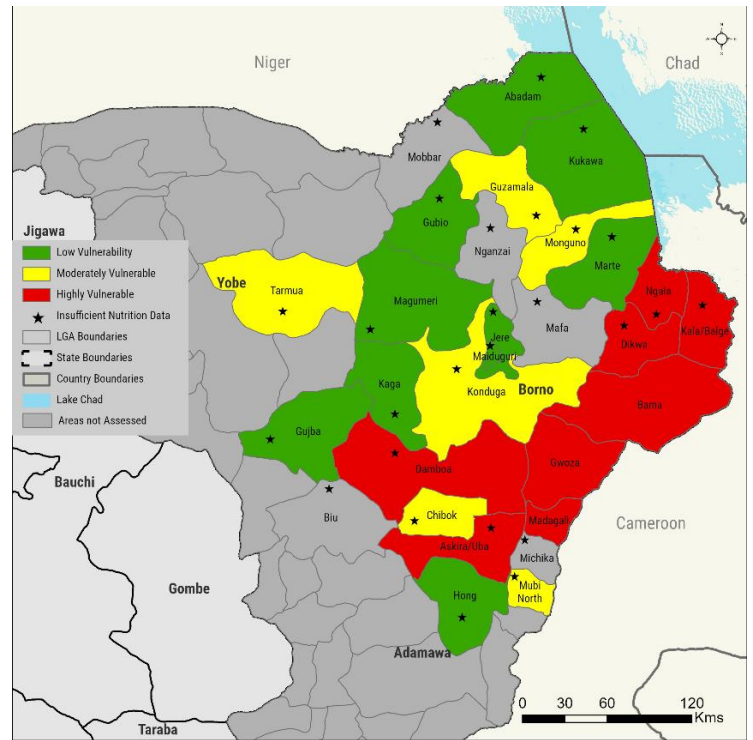 Niger
Chad
Abadam
Mobbar
Kukawa
Guzamala
Gubio
Jigawa
Nganzai
Monguno
Low Vulnerability
Moderately Vulnerable
Highly Vulnerable
Insufficient Nutrition Data
LGA Boundaries
State Boundaries
Country Boundaries
Lake Chad
Areas not Assessed
Marte
Yobe
Tarmua
Magumeri
Ngala
Kala/Balge
Jere
Mafa
Dikwa
Maiduguri
Kaga
Konduga
Borno
Bama
Gujba
Damboa
Gwoza
Bauchi
Biu
Chibok
Madagali
Cameroon
Askira/Uba
Michika
Gombe
Hong
Mubi
North
Adamawa
0 30 60 90 120
Kms
Taraba